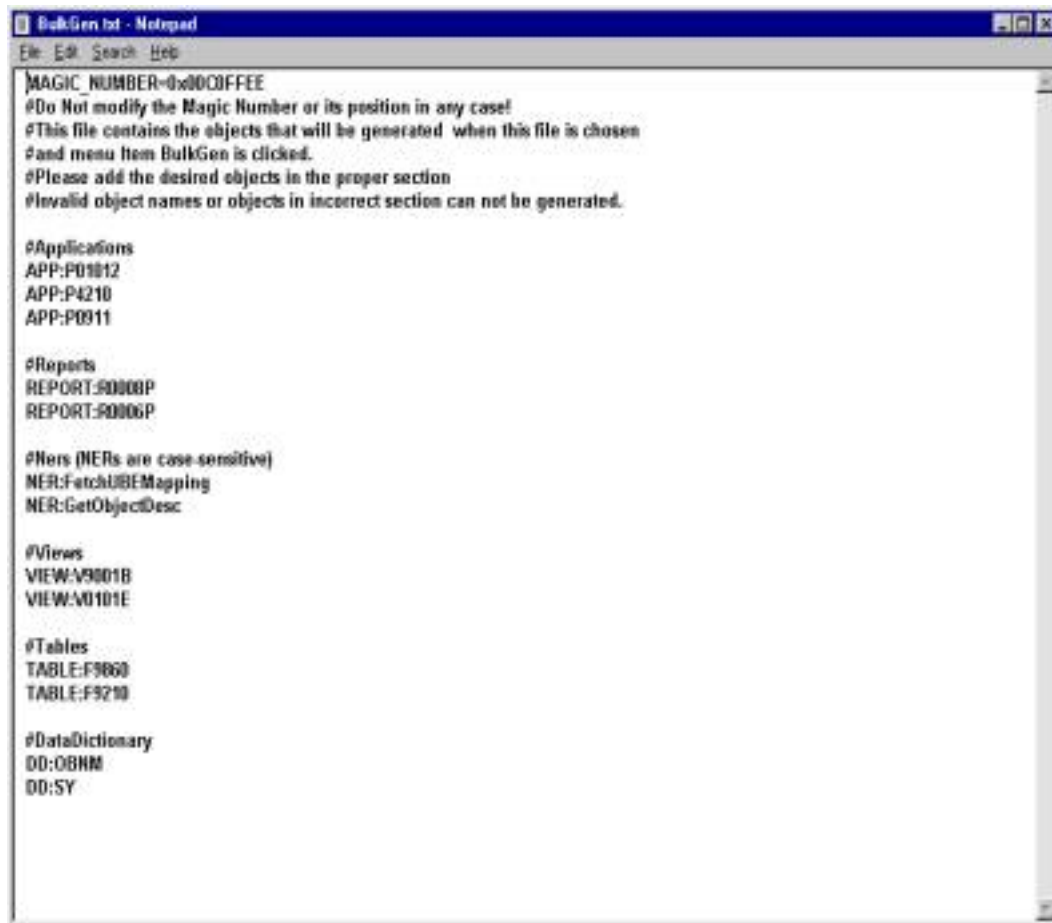 BulkGen.txt - Notepad
File Edit Search Help
MAGIC_NUMBER=0x00C0FFEE
#Do Not modify the Magic Number or its position in any case!
#This file contains the objects that will be generated  when this file is chosen
#and menu Item BulkGen is clicked.
#Please add the desired objects in the proper section
#Invalid object names or objects in incorrect section can not be generated.
#Applications
APP:P01012
APP:P4210
APP:P0911
#Reports
REPORT:R0008P
REPORT:R0006P
#Ners (NERs are case-sensitive)
NER:FetchUBEMapping
NER:GetObjectDesc
#Views
VIEW:V9001B
VIEW:V0101E
#Tables
TABLE:F9860
TABLE:F9210
#DataDictionary
DD:OBNM
DD:SY